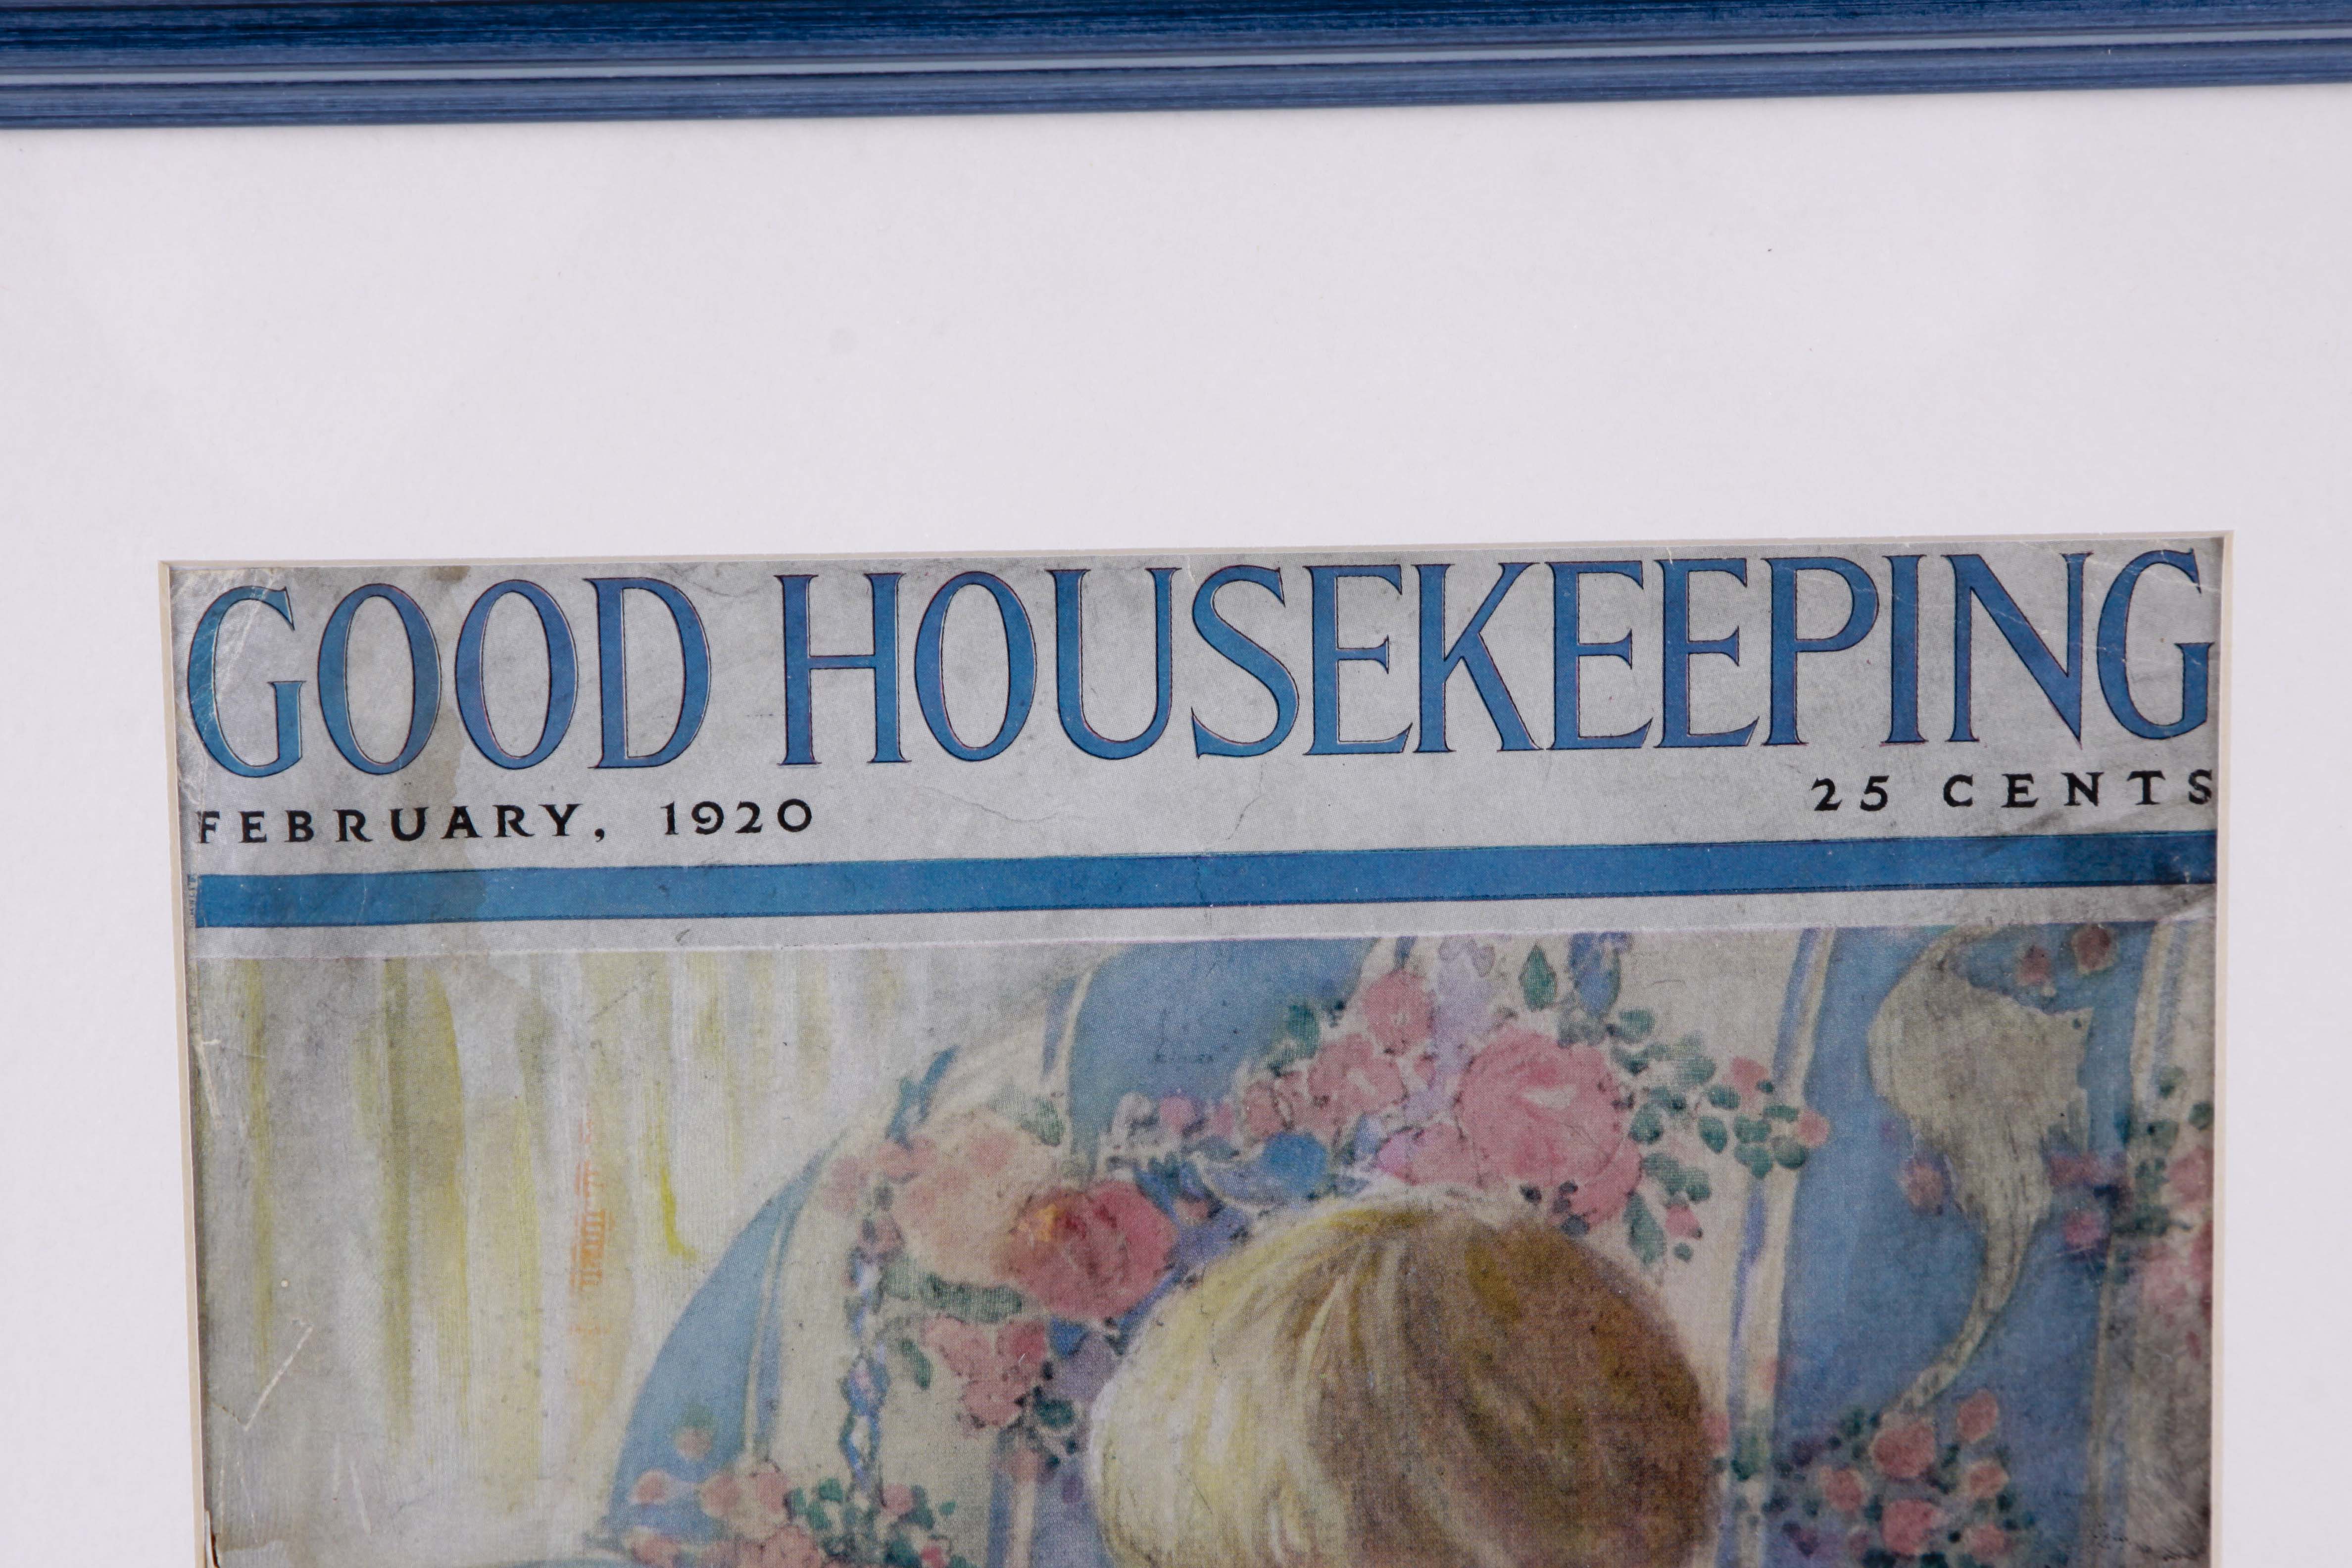 GOOD HOUSEKEEPING
FEBRUARY, 1920
25 CENTS